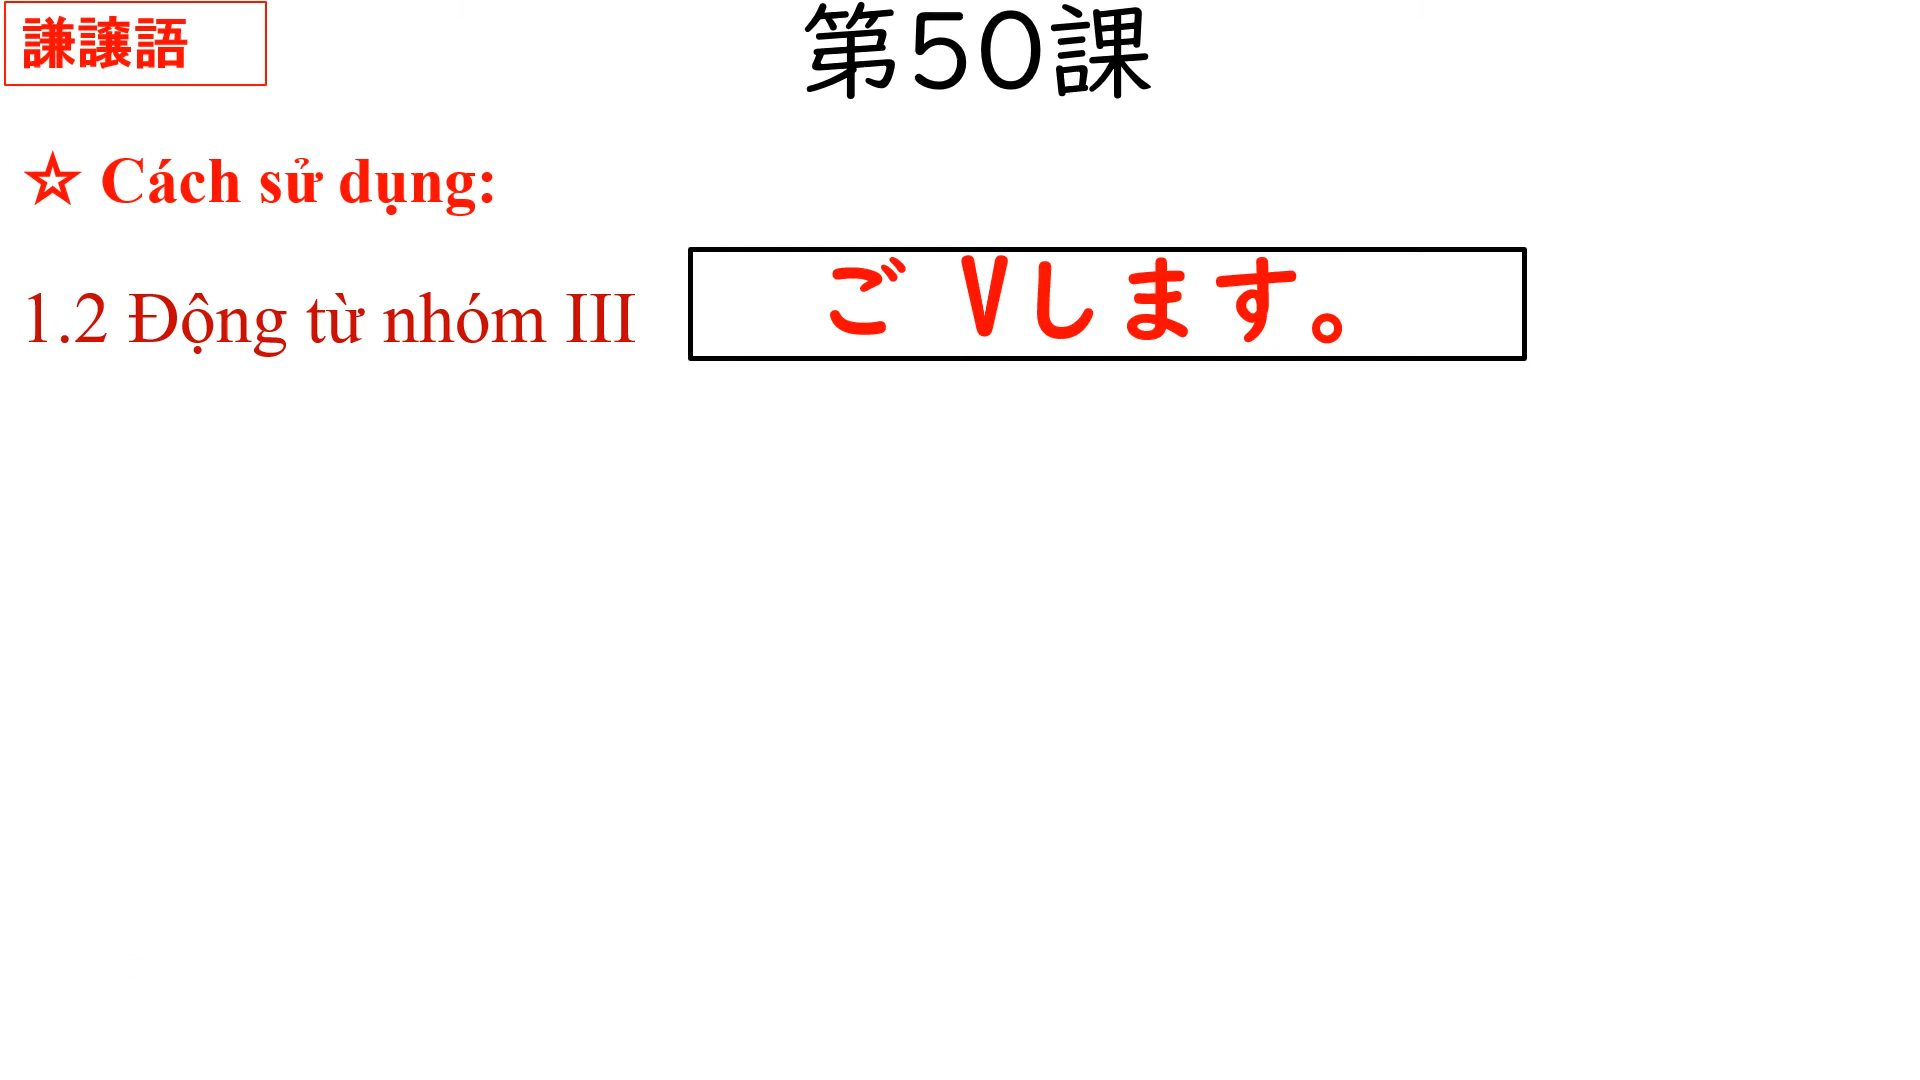 謙譲語
第50課
☆ Cách sử dụng:
1.2 Động từ nhóm III
ご Vします。